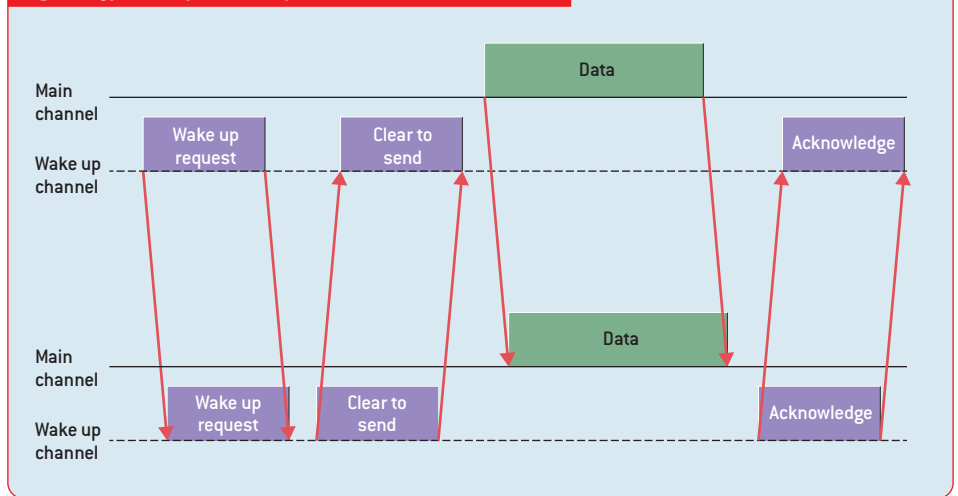 Data
Main
channel
Wake up
request
Clear to
send
Acknowledge
Wake up
channel
Data
Main
channel
Wake up
request
Clear to
send
Acknowledge
Wake up
channel